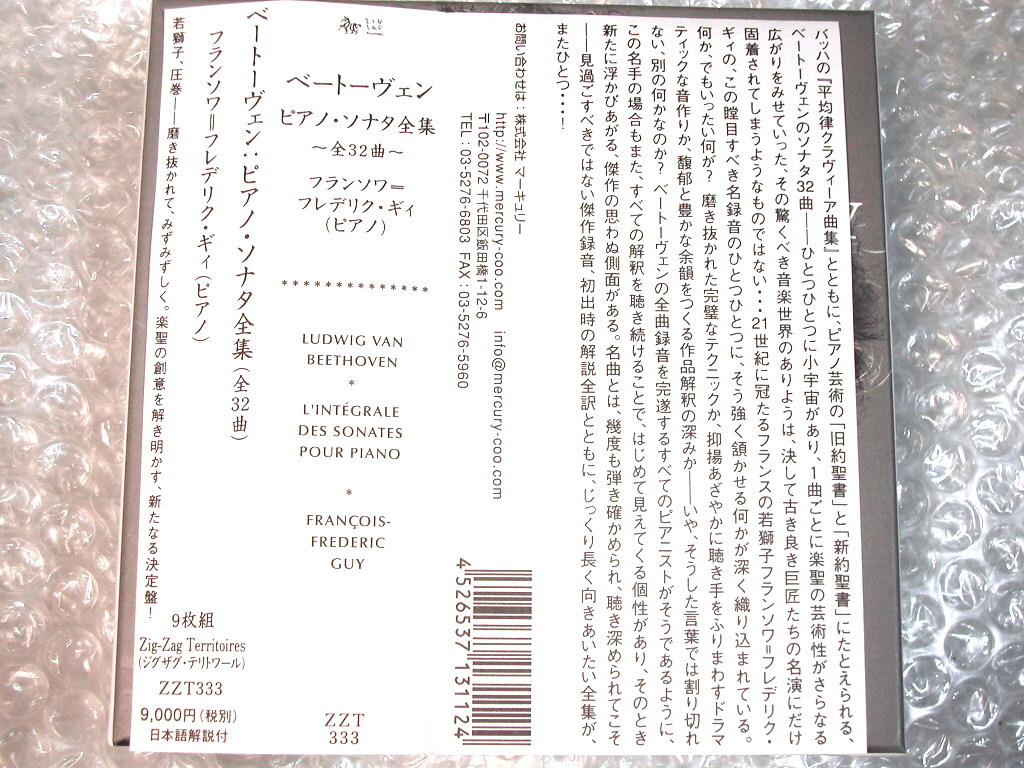 バッハの『平均律クラヴィーア曲集』とともに、ピアノ芸術の「旧約聖書」と「新約聖書」にたとえられる、
ベートーヴェンのソナタ32曲――ひとつひとつに小宇宙があり、1曲ごとに楽聖の芸術性がさらなる
広がりをみせていった、その驚くべき音楽世界のありようは、決して古き良き巨匠たちの名演にだけ
固着されてしまうようなものではない・・・21世紀に冠たるフランスの若獅子フランソワ=フレデリク・
ギィの、この瞠目すべき名録音のひとつひとつに、そう強く頷かせる何かが深く織り込まれている。
何か、でもいったい何が? 磨き抜かれた完璧なテクニックか、抑揚あざやかに聴き手をふりまわすドラマ
ティックな音作りか、馥郁と豊かな余韻をつくる作品解釈の深みか――いや、そうした言葉では割り切れ
ない、別の何かなのか? ベートーヴェンの全曲録音を完遂するすべてのピアニストがそうであるように、
この名手の場合もまた、すべての解釈を聴き続けることで、はじめて見えてくる個性があり、そのとき
新たに浮かびあがる、傑作の思わぬ側面がある。名曲とは、幾度も弾き確かめられ、聴き深められてこそ
――見過ごすべきではない傑作録音、初出時の解説全訳とともに、じっくり長く向きあいたい全集が、
またひとつ・・・!
お問い合わせは:株式会社 マーキュリー
http://www.mercury-coo.com info@mercury-coo.com
〒102-0072 千代田区飯田橋1-12-6
TEL:03-5276-6803 FAX:03-5276-5960
4526537131124
ZIG ZAG
ベートーヴェン
ピアノ・ソナタ全集
～全32曲～
フランソワ=
フレデリク・ギィ
(ピアノ)
**************
LUDWIG VAN
BEETHOVEN
*
L'INTÉGRALE
DES SONATES
POUR PIANO
*
FRANÇOIS-
FREDERIC
GUY
ZZT
333
ベートーヴェン:ピアノ・ソナタ全集(全32曲)
フランソワ=フレデリク・ギィ(ピアノ)
若獅子、圧巻――磨き抜かれて、みずみずしく。楽聖の創意を解き明かす、新たなる決定盤!
9枚組
Zig-Zag Territoires
(ジグザグ・テリトワール)
ZZT333
9,000円(税別)
日本語解説付